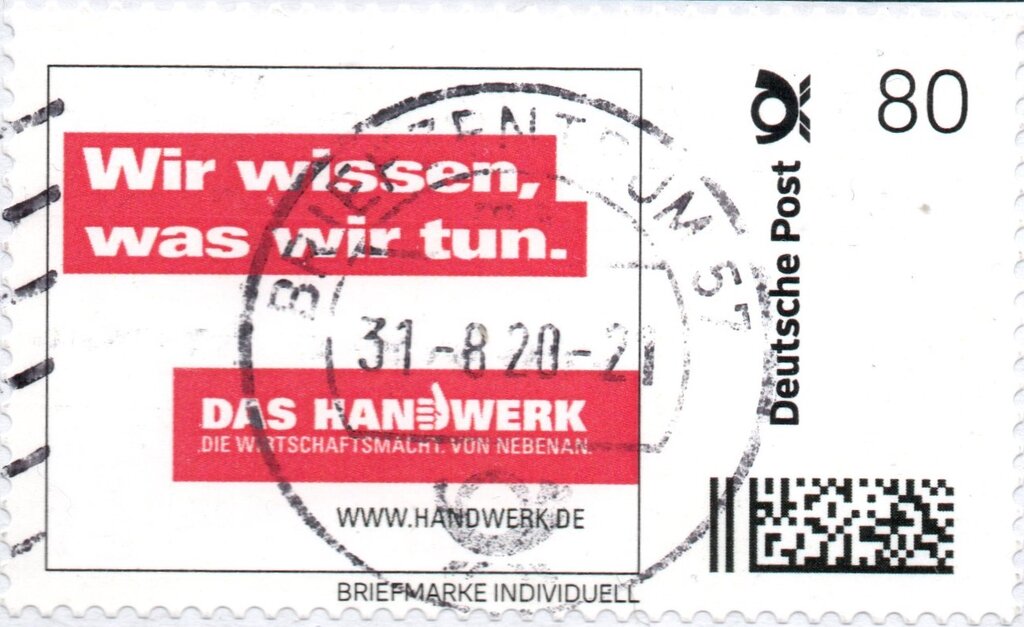 Wir wissen,
was wir tun.
DAS HANDWERK
DIE WIRTSCHAFTSMACHT. VON NEBENAN.
WWW.HANDWERK.DE
BRIEFMARKE INDIVIDUELL
Deutsche Post
80
BRIEFZENTRUM 57
31-8 20-21